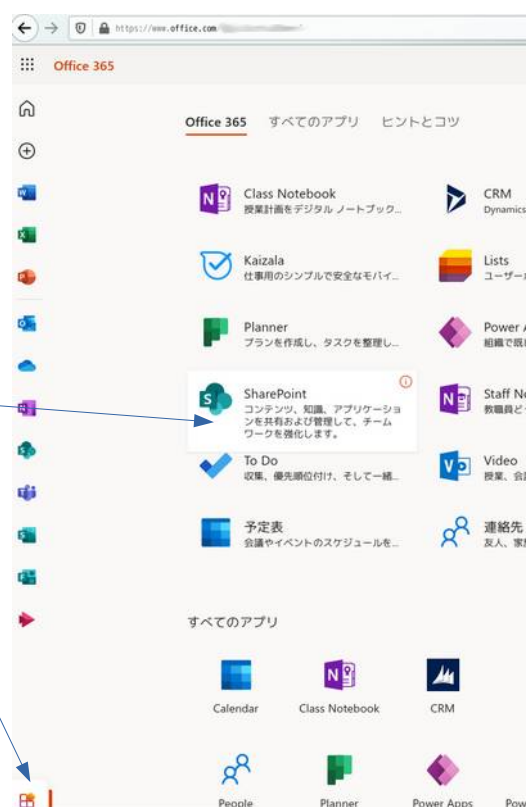 https://www.office.com
Office 365
Office 365 すべてのアプリ ヒントとコツ
Class Notebook
授業計画をデジタル ノートブック...
CRM
Dynamics
Kaizala
仕事用のシンプルで安全なモバイ...
Lists
ユーザー
Planner
プランを作成し、タスクを整理し...
Power A
組織で既
SharePoint
コンテンツ、知識、アプリケーショ
ンを共有および管理して、チーム
ワークを強化します。
Staff No
教職員と
To Do
収集、優先順位付け、そして一緒...
Video
授業、会
予定表
会議やイベントのスケジュールを...
連絡先
友人、家
すべてのアプリ
Calendar
Class Notebook
CRM
People
Planner
Power Apps
Pow